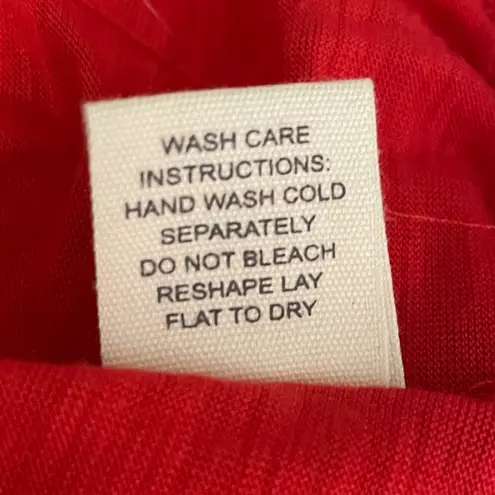 WASH CARE
INSTRUCTIONS:
HAND WASH COLD
SEPARATELY
DO NOT BLEACH
RESHAPE LAY
FLAT TO DRY